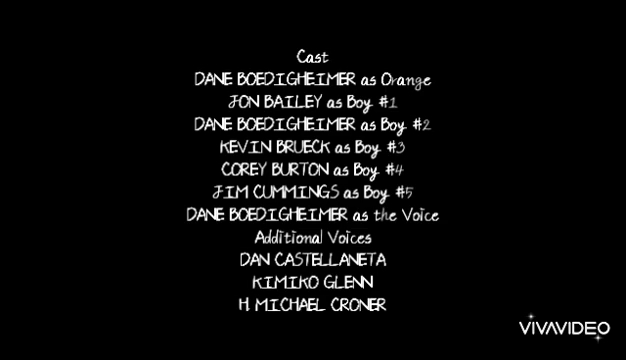 Cast
DANE BOEDIGHEIMER as Orange
JON BAILEY as Boy #1
DANE BOEDIGHEIMER as Boy #2
KEVIN BRUECK as Boy #3
COREY BURTON as Boy #4
JIM CUMMINGS as Boy #5
DANE BOEDIGHEIMER as the Voice
Additional Voices
DAN CASTELLANETA
KIMIKO GLENN
H. MICHAEL CRONER
VIVAVIDEO